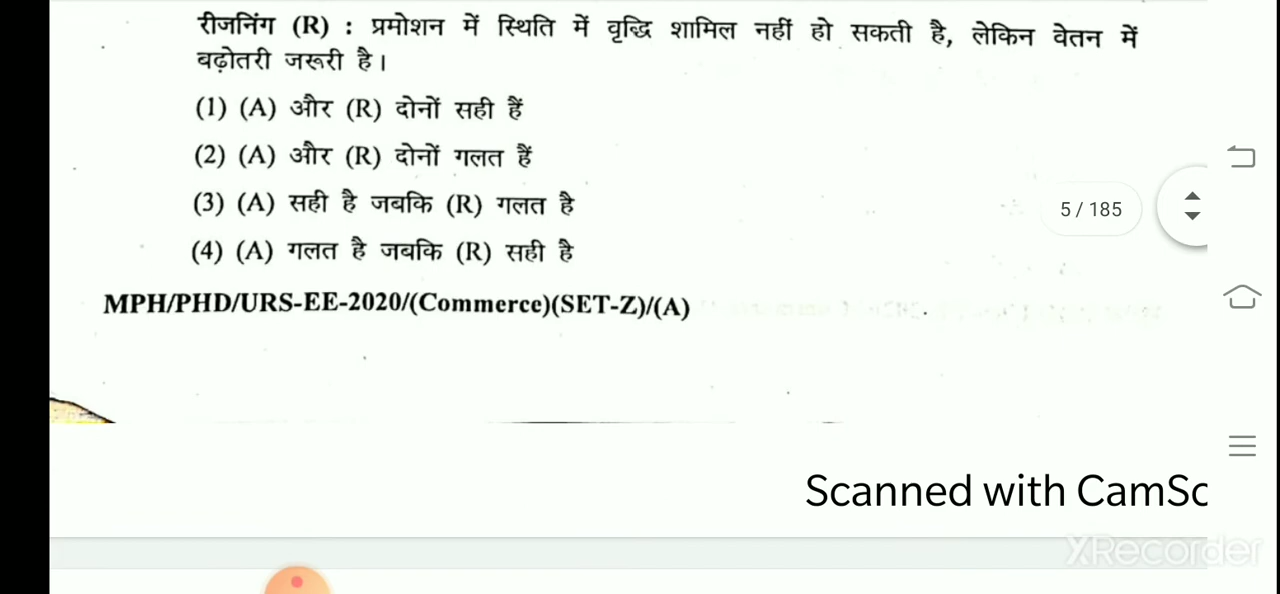 रीजनिंग (R) : प्रमोशन में स्थिति में वृद्धि शामिल नहीं हो सकती है, लेकिन वेतन में
बढ़ोतरी जरूरी है।
(1) (A) और (R) दोनों सही हैं
(2) (A) और (R) दोनों गलत हैं
(3) (A) सही है जबकि (R) गलत है
5 / 185
(4) (A) गलत है जबकि (R) सही है
MPH/PHD/URS-EE-2020/(Commerce)(SET-Z)/(A)
Scanned with CamSc
XRecorder